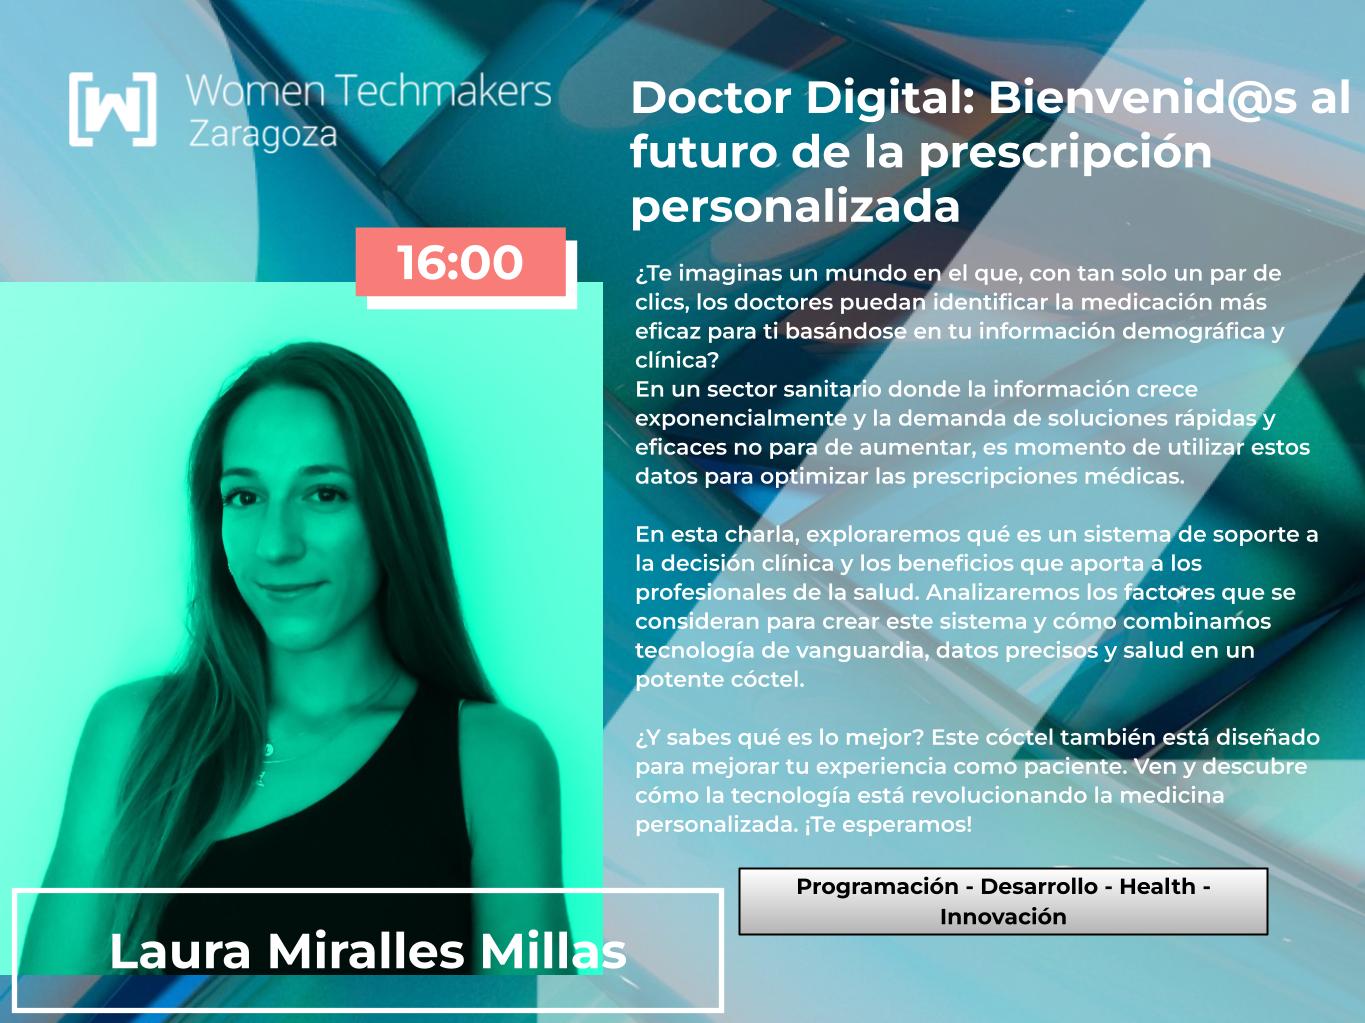 Women Techmakers
Zaragoza
Doctor Digital: Bienvenid@s al
futuro de la prescripción
personalizada
16:00
¿Te imaginas un mundo en el que, con tan solo un par de
clics, los doctores puedan identificar la medicación más
eficaz para ti basándose en tu información demográfica y
clínica?
En un sector sanitario donde la información crece
exponencialmente y la demanda de soluciones rápidas y
eficaces no para de aumentar, es momento de utilizar estos
datos para optimizar las prescripciones médicas.
En esta charla, exploraremos qué es un sistema de soporte a
la decisión clínica y los beneficios que aporta a los
profesionales de la salud. Analizaremos los factores que se
consideran para crear este sistema y cómo combinamos
tecnología de vanguardia, datos precisos y salud en un
potente cóctel.
¿Y sabes qué es lo mejor? Este cóctel también está diseñado
para mejorar tu experiencia como paciente. Ven y descubre
cómo la tecnología está revolucionando la medicina
personalizada. ¡Te esperamos!
Programación - Desarrollo - Health -
Innovación
Laura Miralles Millas